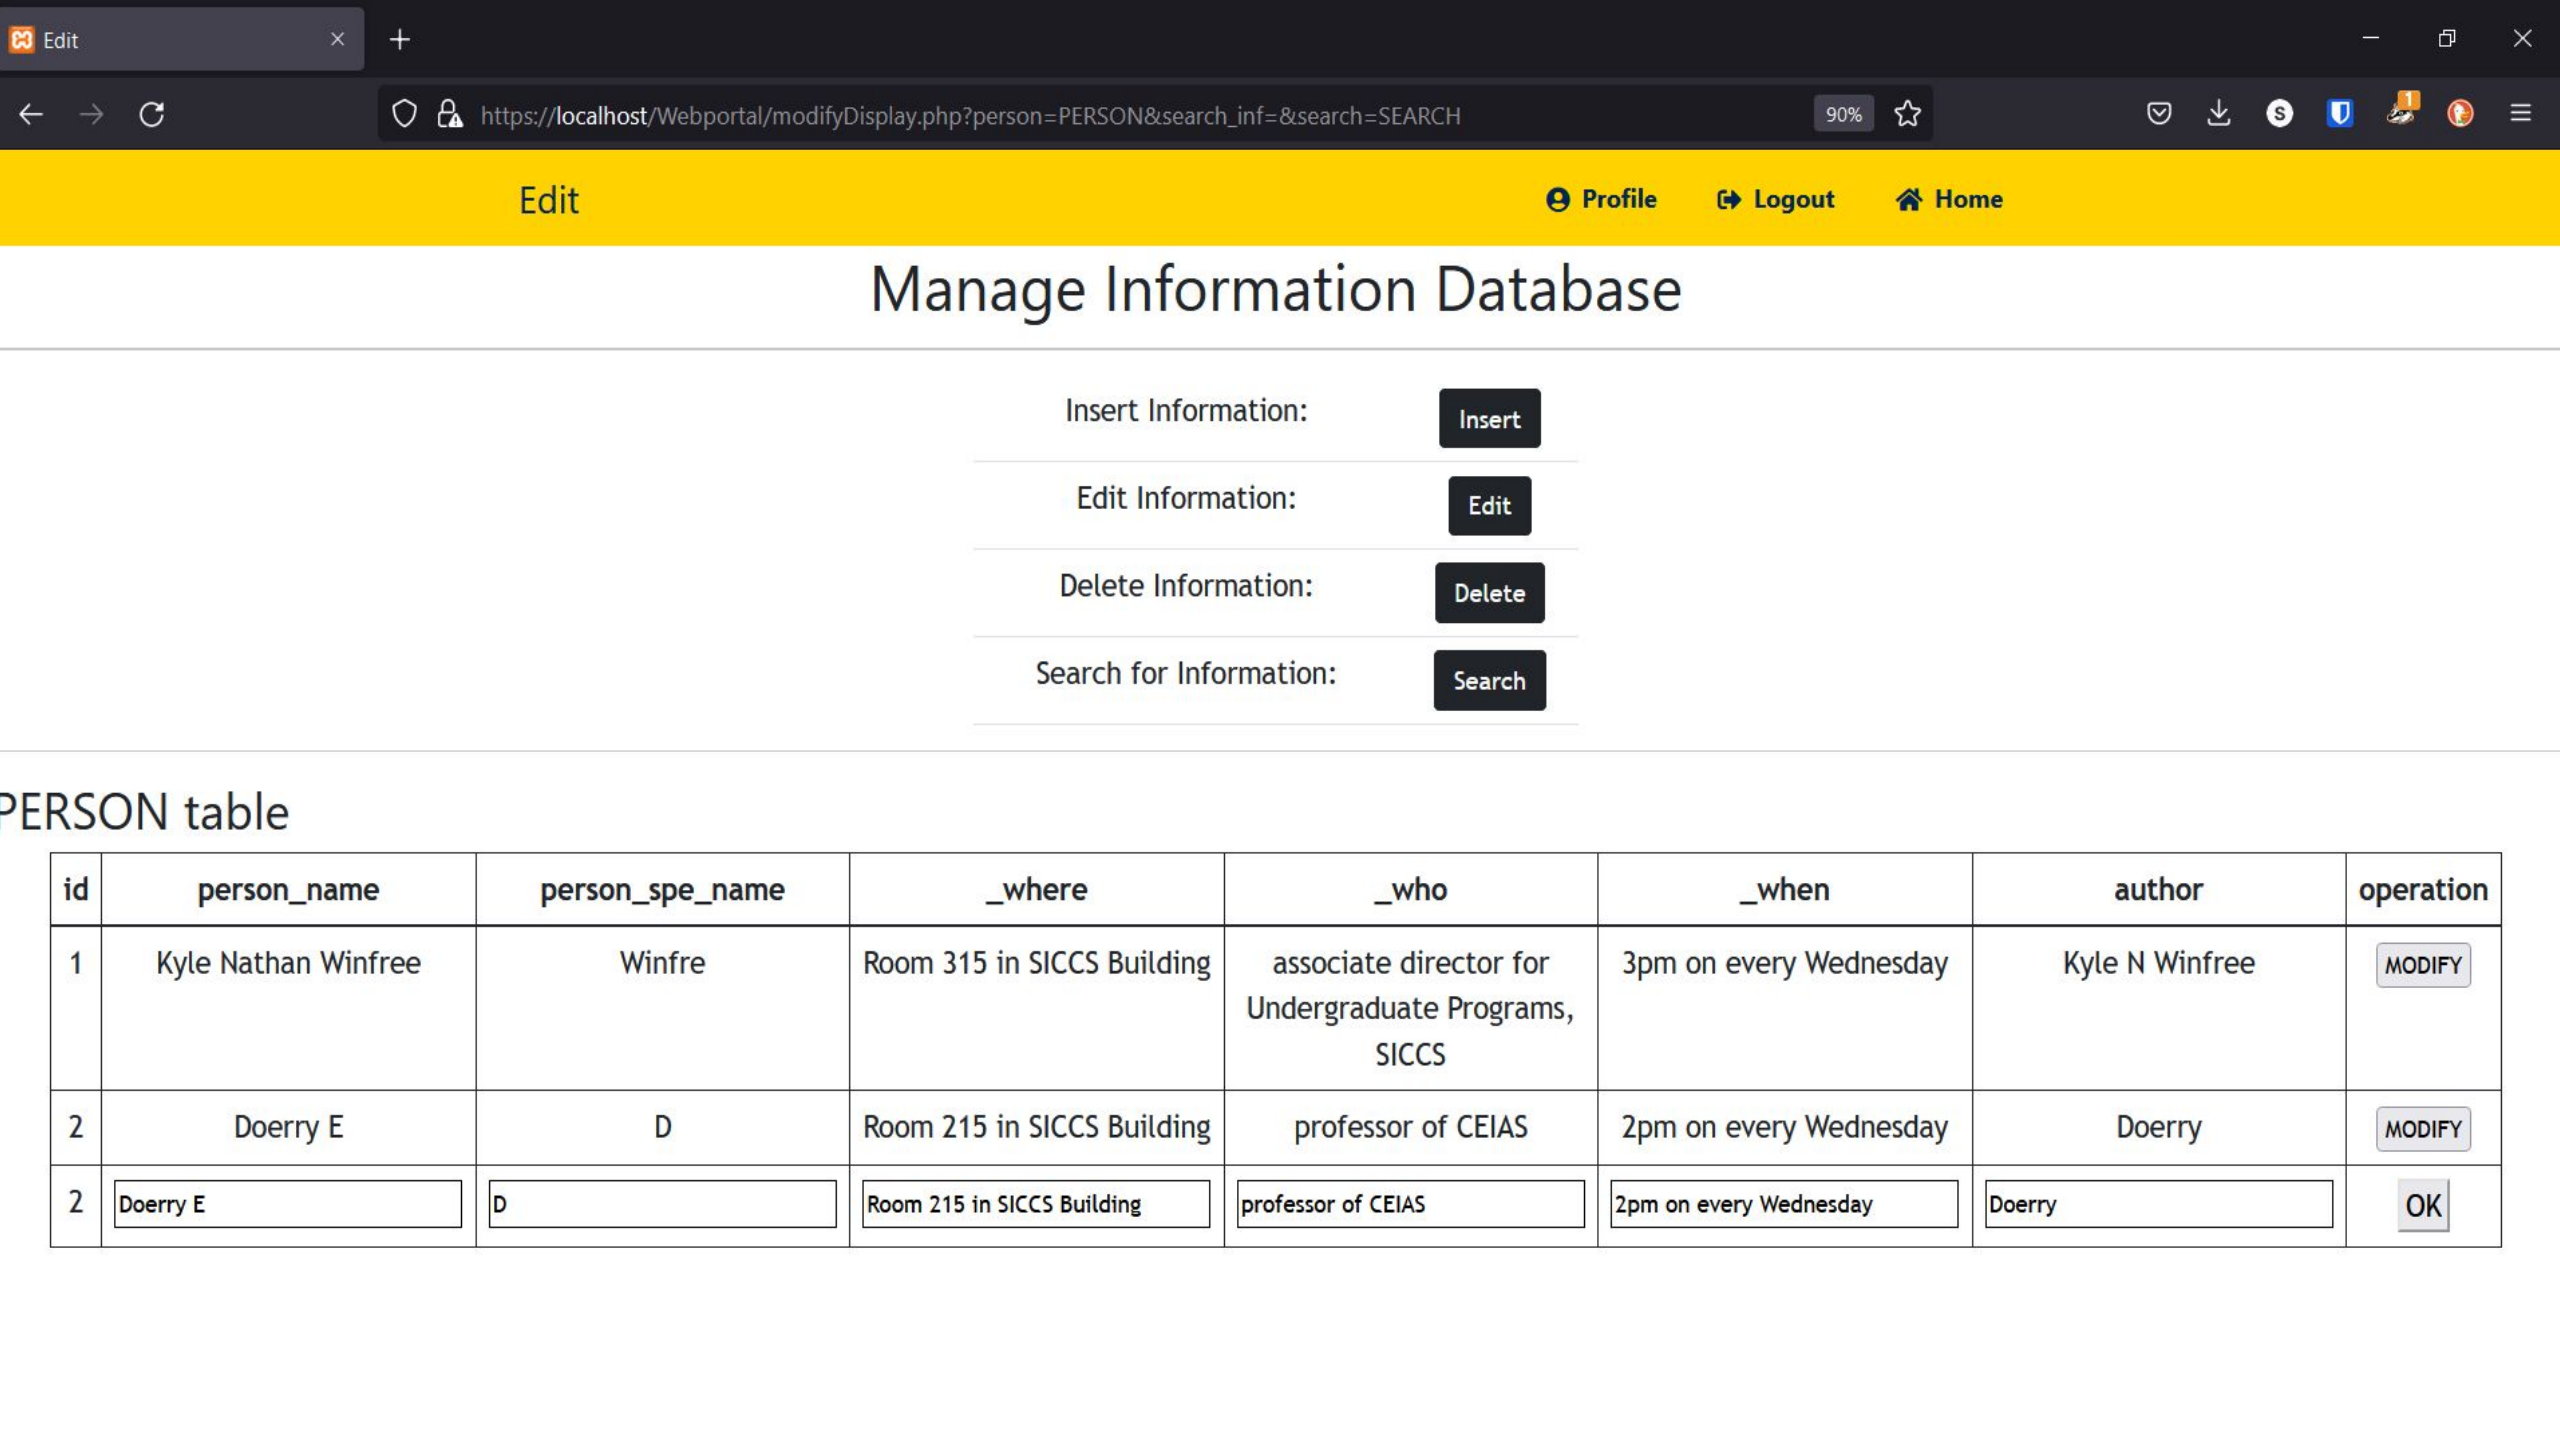 Edit
https://localhost/Webportal/modifyDisplay.php?person=PERSON&search_inf=&search=SEARCH
90%
S
1
Edit
Profile
Logout
Home
Manage Information Database
Insert Information:
Insert
Edit Information:
Edit
Delete Information:
Delete
Search for Information:
Search
PERSON table
id person_name person_spe_name _where _who _when author operation
1 Kyle Nathan Winfree Winfre Room 315 in SICCS Building associate director for 3pm on every Wednesday Kyle N Winfree MODIFY
Undergraduate Programs,
SICCS
2 Doerry E D Room 215 in SICCS Building professor of CEIAS 2pm on every Wednesday Doerry MODIFY
2 Doerry E D Room 215 in SICCS Building professor of CEIAS 2pm on every Wednesday Doerry OK